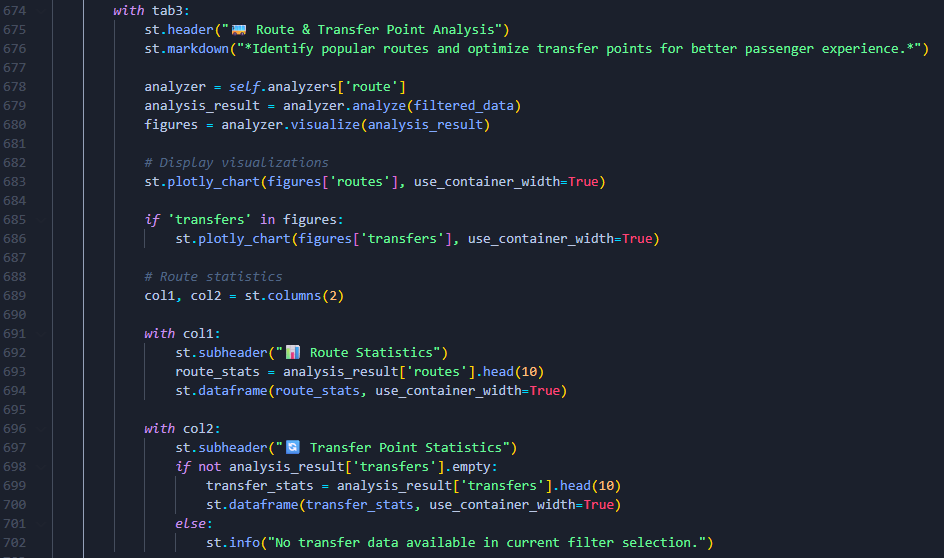 674 with tab3:
675 st.header("🚌 Route & Transfer Point Analysis")
676 st.markdown("*Identify popular routes and optimize transfer points for better passenger experience.*")
677
678 analyzer = self.analyzers['route']
679 analysis_result = analyzer.analyze(filtered_data)
680 figures = analyzer.visualize(analysis_result)
681
682 # Display visualizations
683 st.plotly_chart(figures['routes'], use_container_width=True)
684
685 if 'transfers' in figures:
686 st.plotly_chart(figures['transfers'], use_container_width=True)
687
688 # Route statistics
689 col1, col2 = st.columns(2)
690
691 with col1:
692 st.subheader("📊 Route Statistics")
693 route_stats = analysis_result['routes'].head(10)
694 st.dataframe(route_stats, use_container_width=True)
695
696 with col2:
697 st.subheader("🔄 Transfer Point Statistics")
698 if not analysis_result['transfers'].empty:
699 transfer_stats = analysis_result['transfers'].head(10)
700 st.dataframe(transfer_stats, use_container_width=True)
701 else:
702 st.info("No transfer data available in current filter selection.")